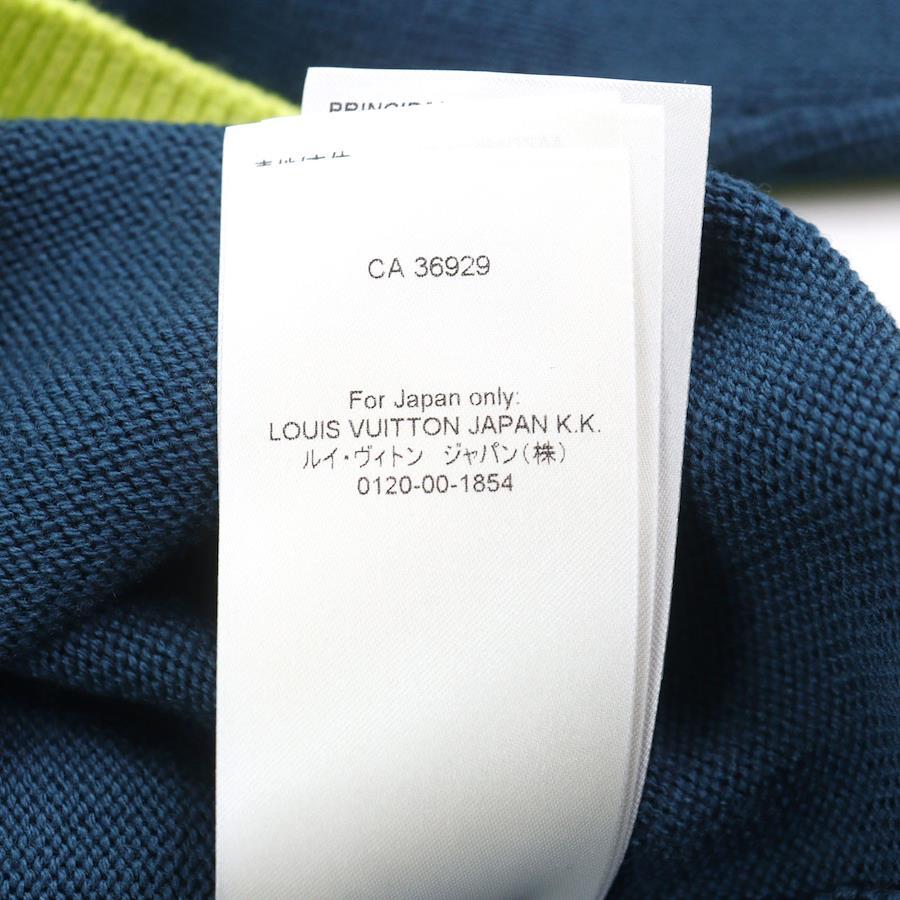 CA 36929
For Japan only:
LOUIS VUITTON JAPAN K.K.
ルイ・ヴィトン ジャパン(株)
0120-00-1854